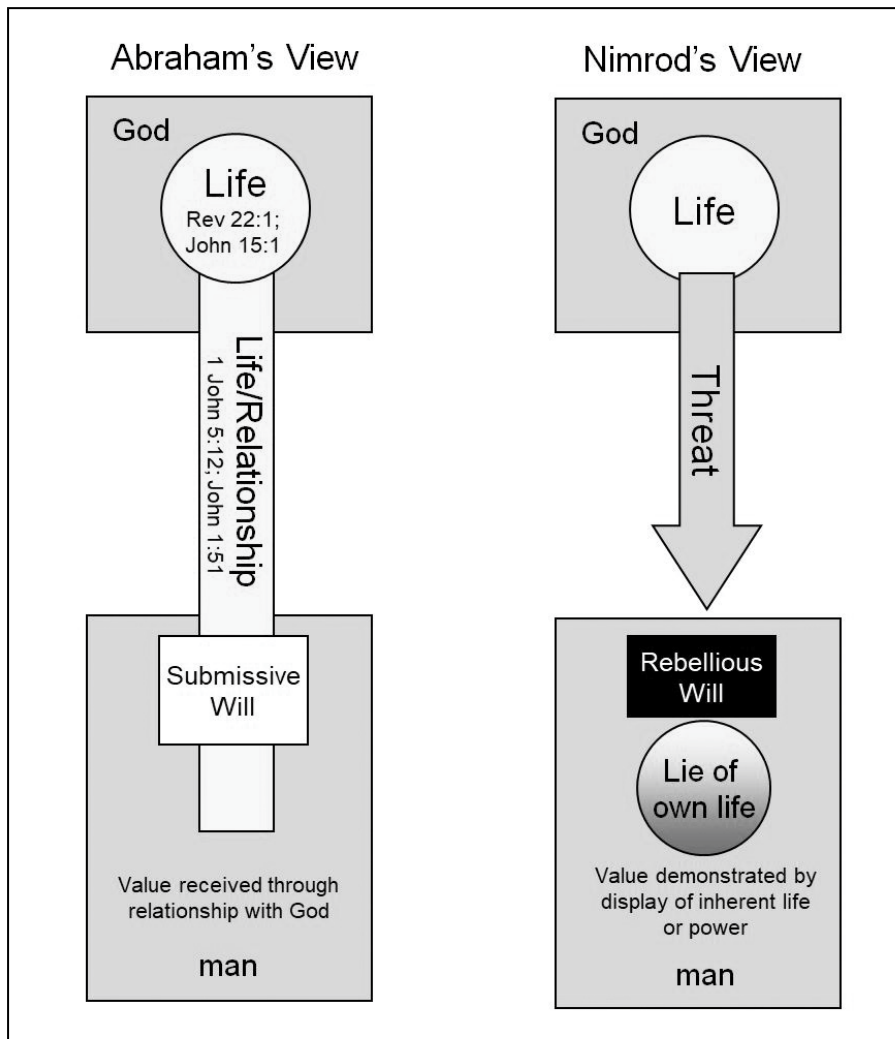 Abraham's View
God
Life
Rev 22:1;
John 15:1
Life/Relationship
1 John 5:12; John 1:51
Submissive
Will
Value received through
relationship with God
man
Nimrod's View
God
Life
Threat
Rebellious
Will
Lie of
own life
Value demonstrated by
display of inherent life
or power
man